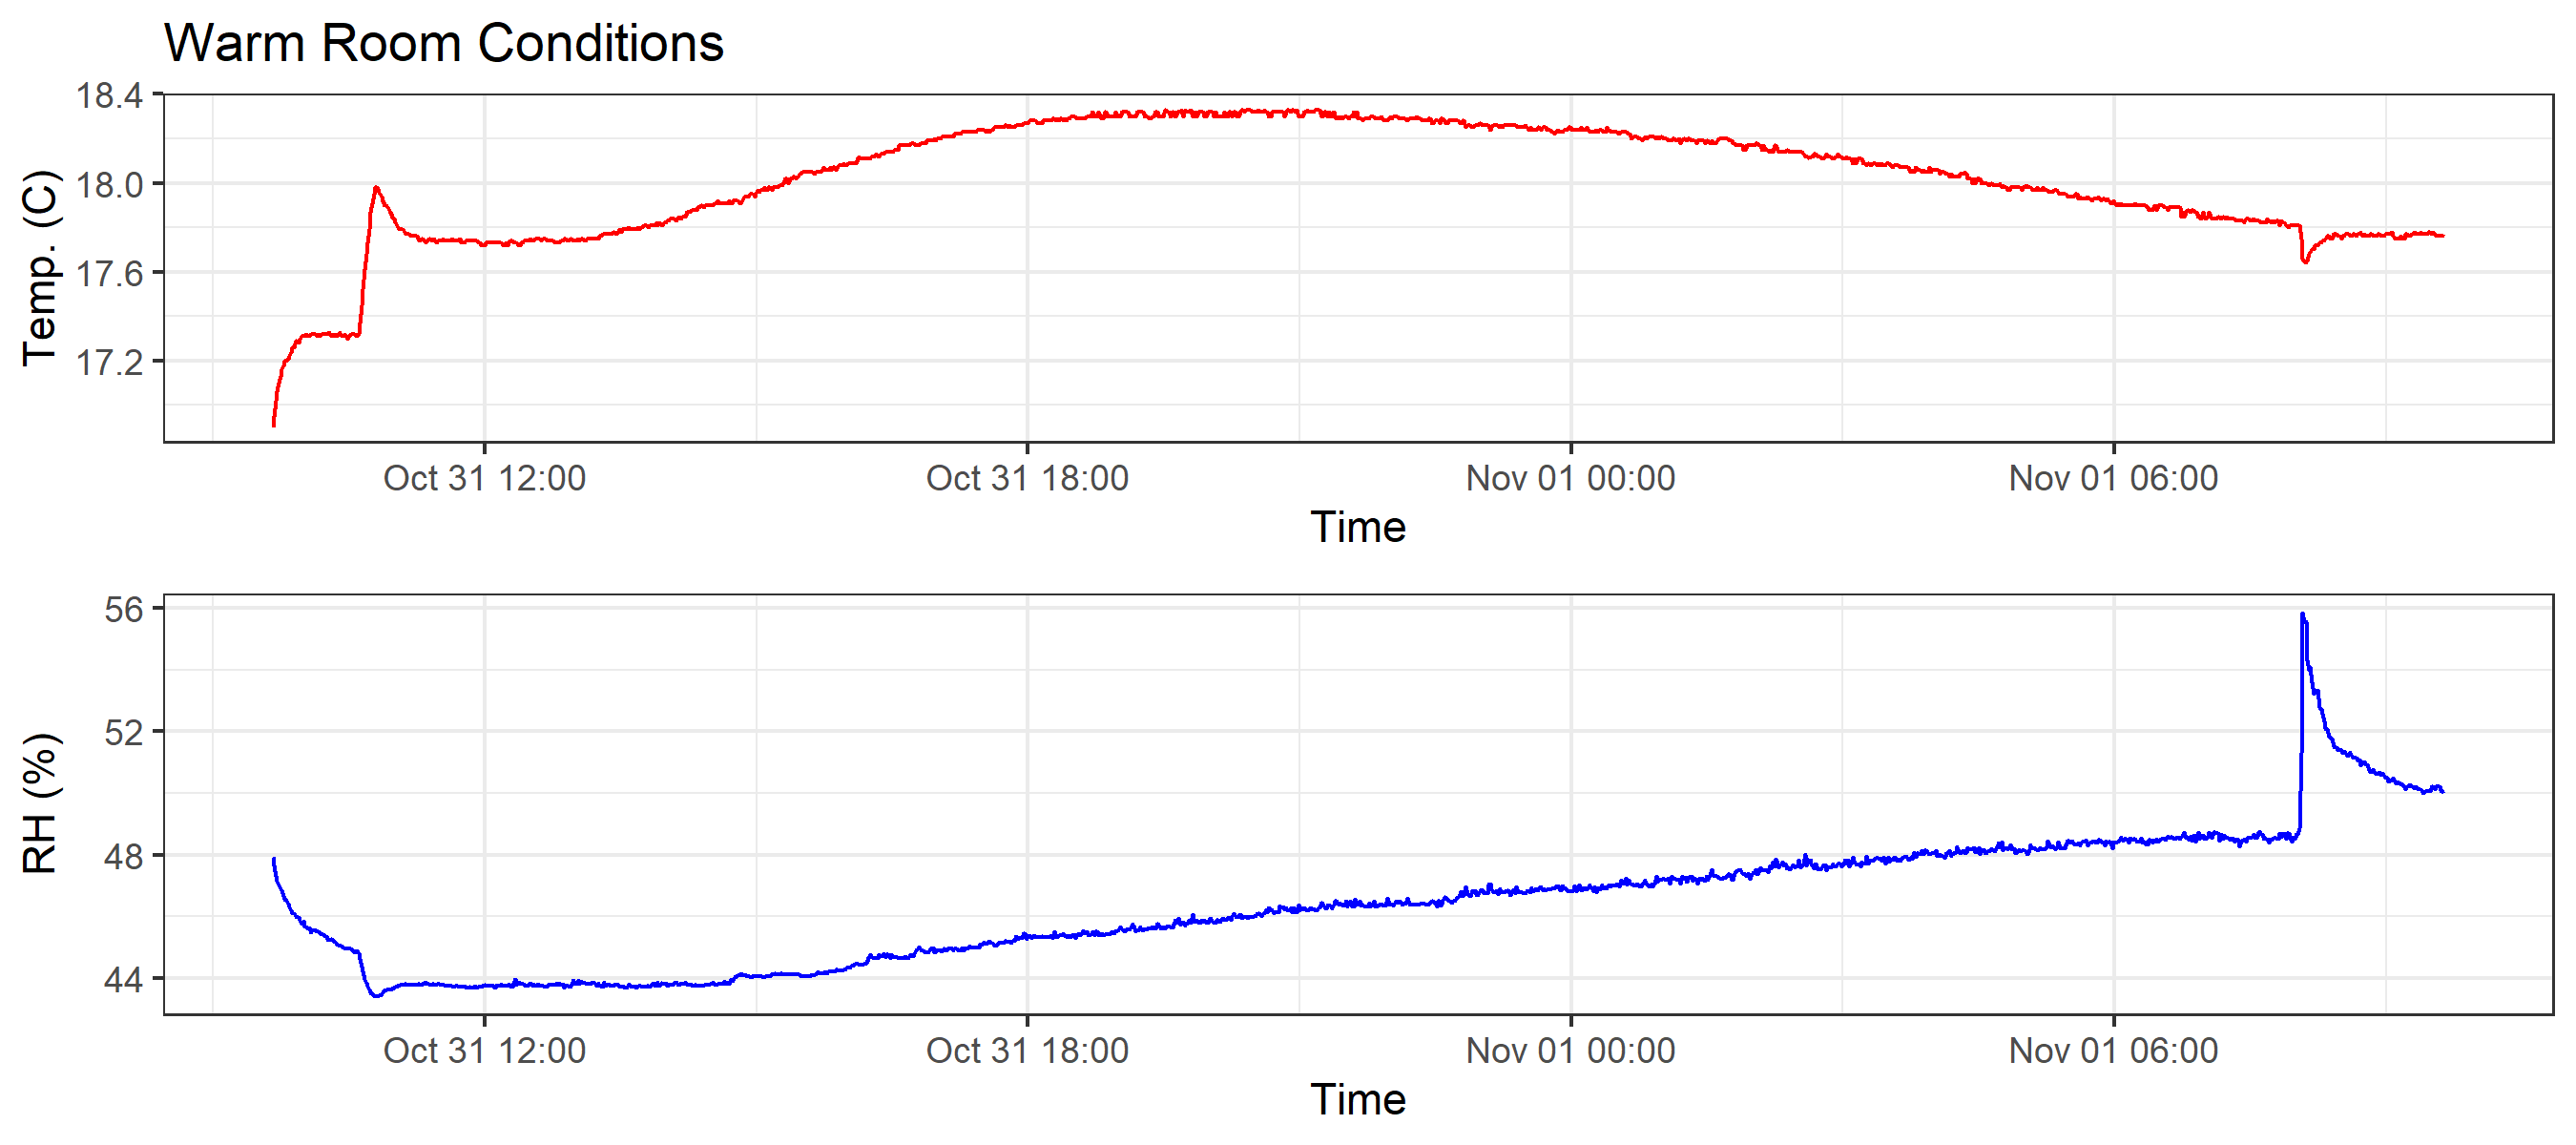 Warm Room Conditions
18.4
18.0
17.6
17.2
Temp. (C)
Oct 31 12:00 Oct 31 18:00 Nov 01 00:00 Nov 01 06:00
Time
56
52
48
44
RH (%)
Oct 31 12:00 Oct 31 18:00 Nov 01 00:00 Nov 01 06:00
Time